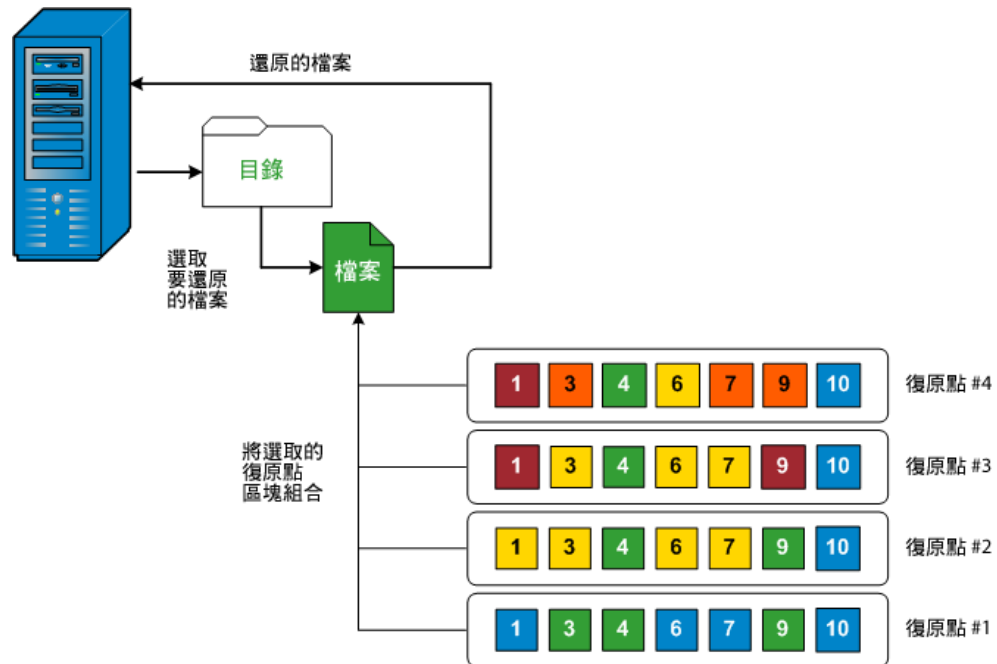 還原的檔案
目錄
選取
要還原
的檔案
檔案
將選取的
復原點
區塊組合
1 3 4 6 7 9 10 復原點 #4
1 3 4 6 7 9 10 復原點 #3
1 3 4 6 7 9 10 復原點 #2
1 3 4 6 7 9 10 復原點 #1